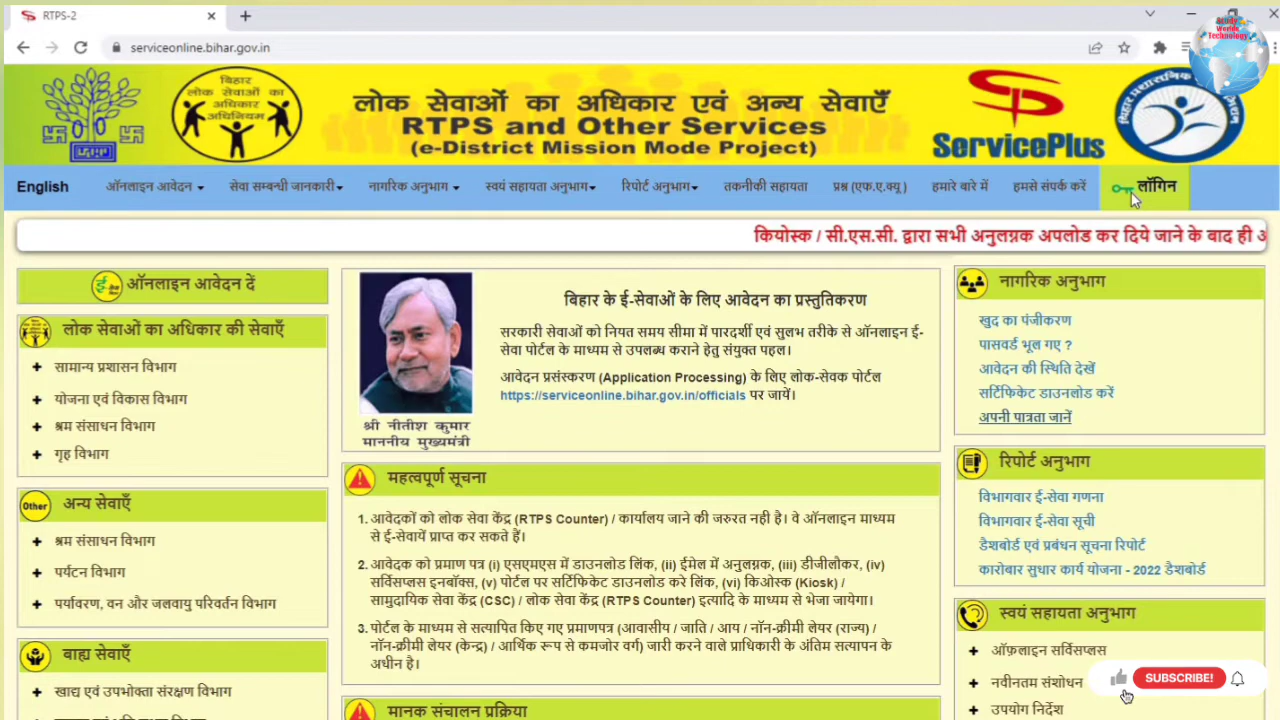 RTPS-2
serviceonline.bihar.gov.in
Study
World
Technology
बिहार
लोक सेवाओं का
अधिकार
अधिनियम
लोक सेवाओं का अधिकार एवं अन्य सेवाएँ
RTPS and Other Services
(e-District Mission Mode Project)
ServicePlus
English
ऑनलाइन आवेदन
सेवा सम्बन्धी जानकारी
नागरिक अनुभाग
स्वयं सहायता अनुभाग
रिपोर्ट अनुभाग
तकनीकी सहायता
प्रश्न (एफ.ए.क्यू )
हमारे बारे में
हमसे संपर्क करें
लॉगिन
कियोस्क / सी.एस.सी. द्वारा सभी अनुलग्नक अपलोड कर दिये जाने के बाद ही
ऑनलाइन आवेदन दें
लोक सेवाओं का अधिकार की सेवाएँ
+ सामान्य प्रशासन विभाग
+ योजना एवं विकास विभाग
+ श्रम संसाधन विभाग
+ गृह विभाग
Other अन्य सेवाएँ
+ श्रम संसाधन विभाग
+ पर्यटन विभाग
+ पर्यावरण, वन और जलवायु परिवर्तन विभाग
बाह्य सेवाएँ
+ खाद्य एवं उपभोक्ता संरक्षण विभाग
श्री नीतीश कुमार
माननीय मुख्यमंत्री
बिहार के ई-सेवाओं के लिए आवेदन का प्रस्तुतिकरण
सरकारी सेवाओं को नियत समय सीमा में पारदर्शी एवं सुलभ तरीके से ऑनलाइन ई-
सेवा पोर्टल के माध्यम से उपलब्ध कराने हेतु संयुक्त पहल।
आवेदन प्रसंस्करण (Application Processing) के लिए लोक-सेवक पोर्टल
https://serviceonline.bihar.gov.in/officials पर जायें।
महत्वपूर्ण सूचना
1. आवेदकों को लोक सेवा केंद्र (RTPS Counter) / कार्यालय जाने की जरुरत नही है। वे ऑनलाइन माध्यम
से ई-सेवायें प्राप्त कर सकते हैं।
2. आवेदक को प्रमाण पत्र (i) एसएमएस में डाउनलोड लिंक, (ii) ईमेल में अनुलग्नक, (iii) डीजीलौकर, (iv)
सर्विसप्लस इनबॉक्स, (v) पोर्टल पर सर्टिफिकेट डाउनलोड करे लिंक, (vi) किओस्क (Kiosk) /
सामुदायिक सेवा केंद्र (CSC) / लोक सेवा केंद्र (RTPS Counter) इत्यादि के माध्यम से भेजा जायेगा।
3. पोर्टल के माध्यम से सत्यापित किए गए प्रमाणपत्र (आवासीय / जाति / आय / नॉन-क्रीमी लेयर (राज्य) /
नॉन-क्रीमी लेयर (केन्द्र) / आर्थिक रूप से कमजोर वर्ग) जारी करने वाले प्राधिकारी के अंतिम सत्यापन के
अधीन है।
मानक संचालन प्रक्रिया
नागरिक अनुभाग
खुद का पंजीकरण
पासवर्ड भूल गए ?
आवेदन की स्थिति देखें
सर्टिफिकेट डाउनलोड करें
अपनी पात्रता जानें
रिपोर्ट अनुभाग
विभागवार ई-सेवा गणना
विभागवार ई-सेवा सूची
डैशबोर्ड एवं प्रबंधन सूचना रिपोर्ट
कारोबार सुधार कार्य योजना - 2022 डैशबोर्ड
स्वयं सहायता अनुभाग
+ ऑफ़लाइन सर्विसप्लस
+ नवीनतम संशोधन
+ उपयोग निर्देश
SUBSCRIBE!